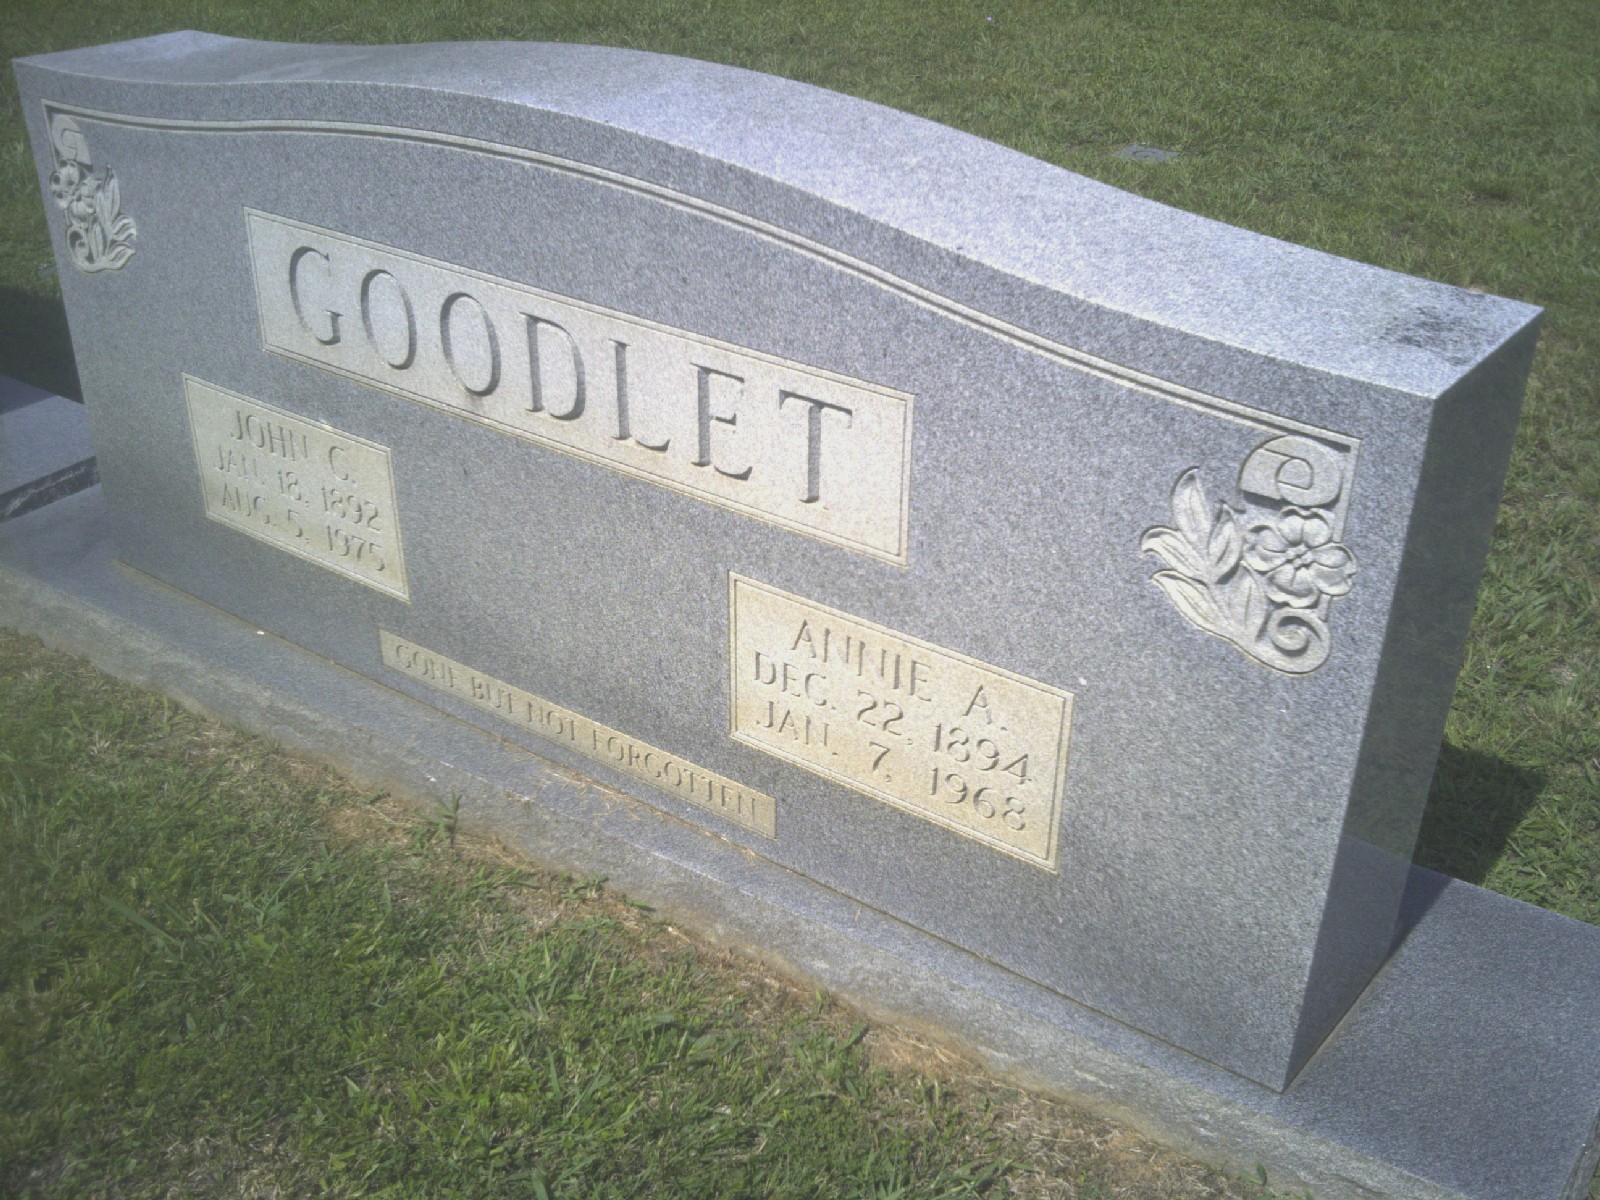 GOODLET
JOHN C.
JAN. 18, 1892
AUG. 5, 1975
ANNIE A.
DEC. 22, 1894
JAN. 7, 1968
GONE BUT NOT FORGOTTEN